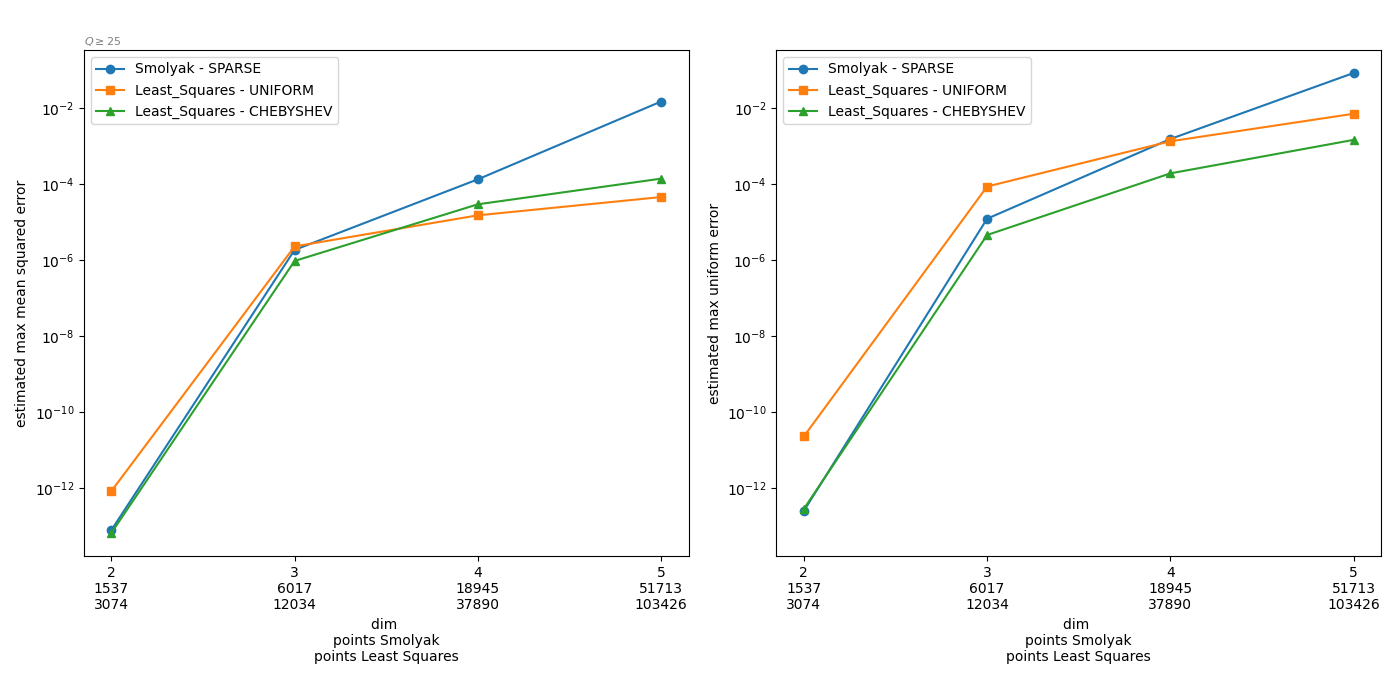 Q ≥ 25
Smolyak - SPARSE
Least_Squares - UNIFORM
Least_Squares - CHEBYSHEV
estimated max mean squared error
10⁻²
10⁻⁴
10⁻⁶
10⁻⁸
10⁻¹⁰
10⁻¹²
2 3 4 5
1537 6017 18945 51713
3074 12034 37890 103426
dim
points Smolyak
points Least Squares
Smolyak - SPARSE
Least_Squares - UNIFORM
Least_Squares - CHEBYSHEV
estimated max uniform error
10⁻²
10⁻⁴
10⁻⁶
10⁻⁸
10⁻¹⁰
10⁻¹²
2 3 4 5
1537 6017 18945 51713
3074 12034 37890 103426
dim
points Smolyak
points Least Squares